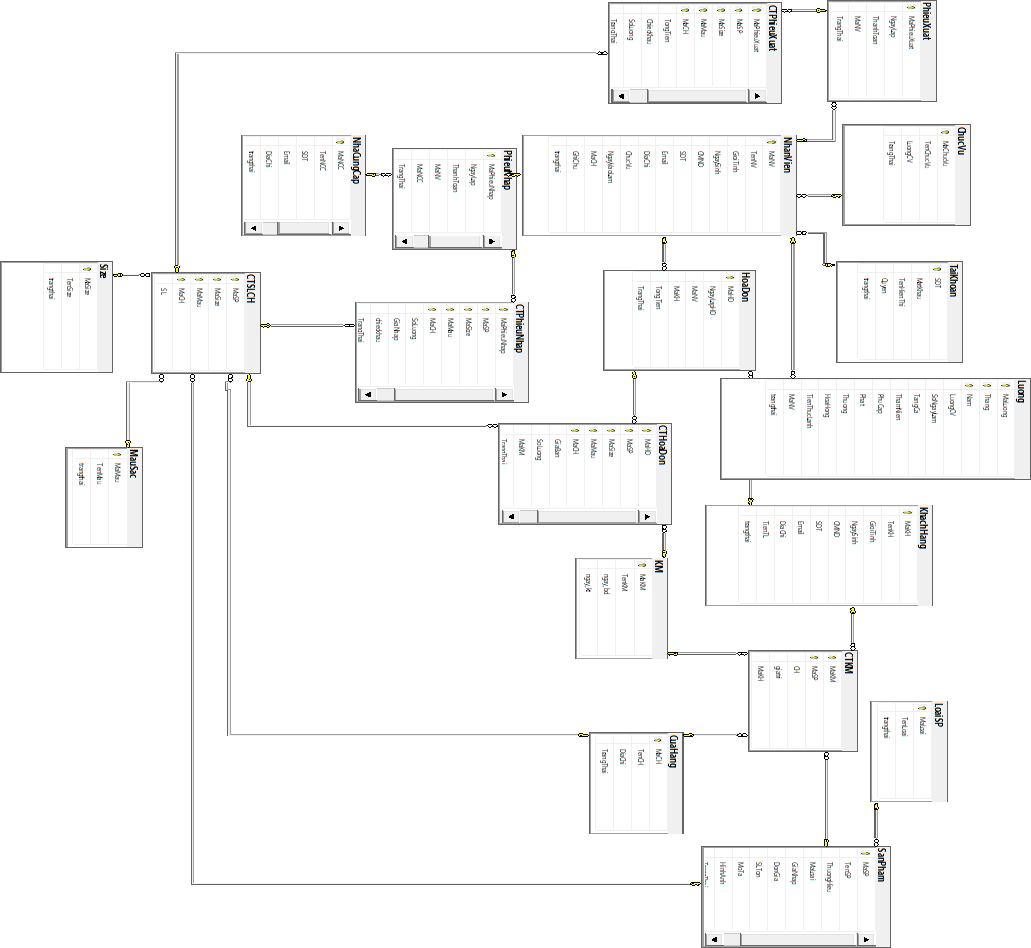 PhieuXuat
MaPhieuXuat
NgayLap
ThanhToan
MaNV
TrangThai
CTPhieuXuat
MaPhieuXuat
MaSP
MaSize
MaMau
MaCH
TongTien
ChietKhau
SoLuong
TrangThai
ChucVu
MaChucVu
TenChucVu
LuongCV
TrangThai
NhanVien
MaNV
TenNV
GioiTinh
NgaySinh
CMND
SDT
Email
DiaChi
ChucVu
NgayVaoLam
MaCH
GhiChu
trangthai
PhieuNhap
MaPhieuNhap
NgayLap
ThanhToan
MaNV
MaNCC
TrangThai
NhaCungCap
MaNCC
TenNCC
SDT
Email
DiaChi
trangthai
TaiKhoan
SDT
MatKhau
TenHienThi
Quyen
trangthai
HoaDon
MaHD
NgayLapHD
MaNV
MaKH
TongTien
TrangThai
CTSLCH
MaSP
MaSize
MaMau
MaCH
SL
Size
MaSize
TenSize
trangthai
CTPhieuNhap
MaPhieuNhap
MaSP
MaSize
MaMau
MaCH
SoLuong
GiaNhap
chietkhau
TrangThai
Luong
MaLuong
Thang
Nam
LuongCV
SoNgayLam
TangCa
ThamNien
PhuCap
Phat
Thuong
HoaHong
TienThucLanh
MaNV
trangthai
CTHoaDon
MaHD
MaSP
MaSize
MaMau
MaCH
GiaBan
SoLuong
MaKM
TrangThai
MauSac
MaMau
TenMau
trangthai
KhachHang
MaKH
TenKH
GioiTinh
NgaySinh
CMND
SDT
Email
DiaChi
TienTL
trangthai
KM
MaKM
TenKM
ngay_bd
ngay_kt
CTKM
MaKM
MaSP
CH
giatri
MaKH
LoaiSP
MaLoai
TenLoai
trangthai
CuaHang
MaCH
TenCH
DiaChi
TrangThai
SanPham
MaSP
TenSP
ThuongHieu
MaLoai
GiaNhap
DonGia
SLTon
MoTa
HinhAnh